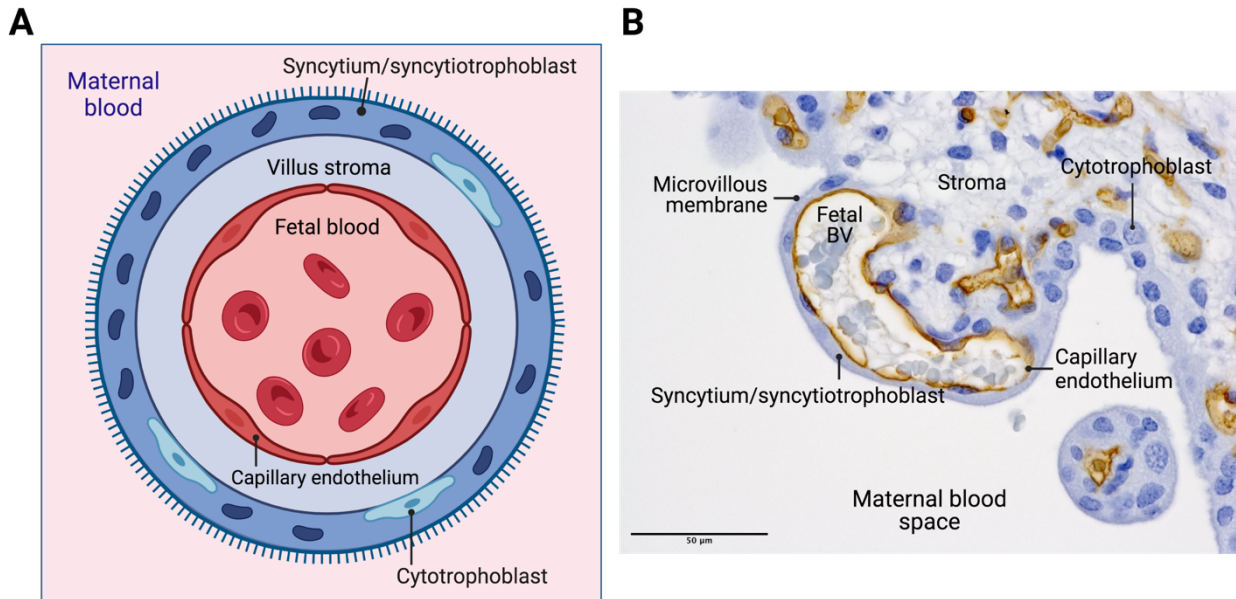 A
Maternal
blood
Syncytium/syncytiotrophoblast
Villus stroma
Fetal blood
Capillary endothelium
Cytotrophoblast
B
Microvillous
membrane
Fetal
BV
Stroma
Cytotrophoblast
Syncytium/syncytiotrophoblast
Capillary
endothelium
Maternal blood
space
50 µm